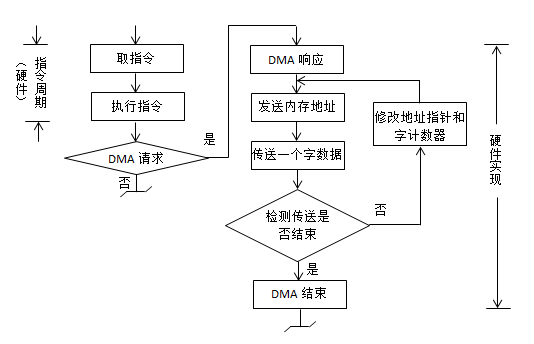 指令周期
（硬件）
取指令
执行指令
DMA 请求
是
否
DMA 响应
发送内存地址
传送一个字数据
检测传送是
否结束
否
是
DMA 结束
修改地址指针和
字计数器
硬件实现